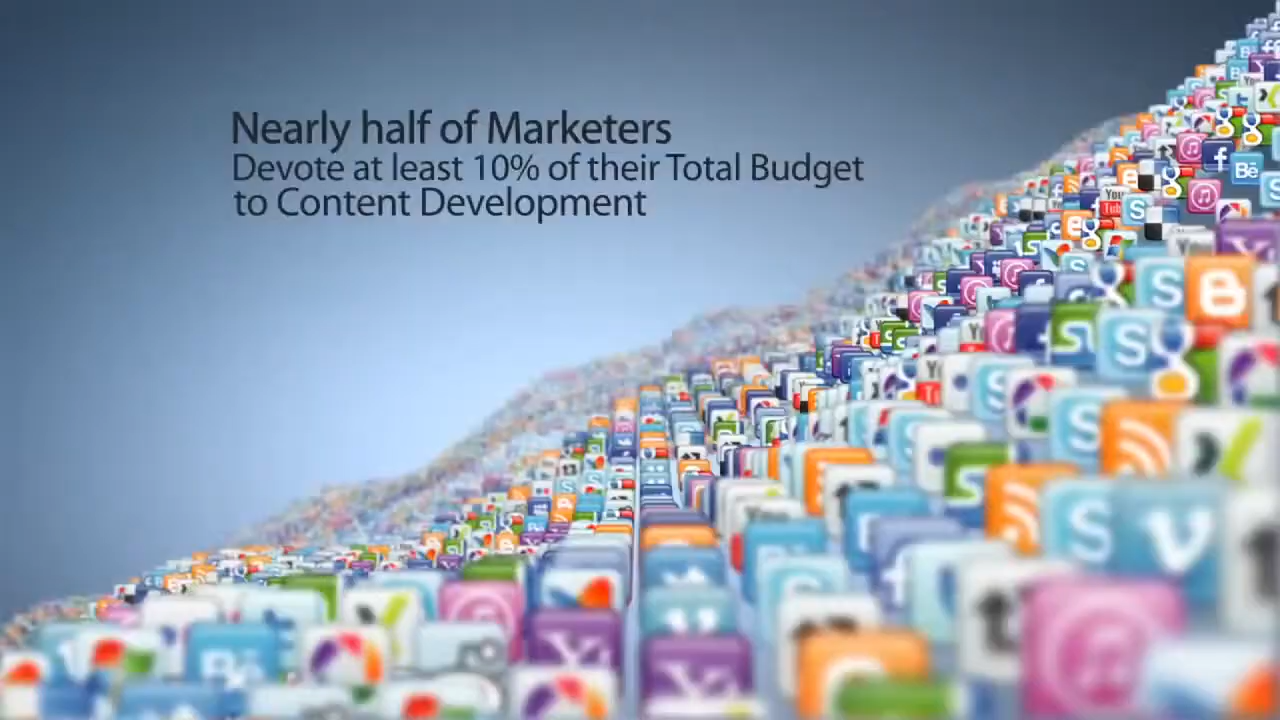 Nearly half of Marketers
Devote at least 10% of their Total Budget
to Content Development